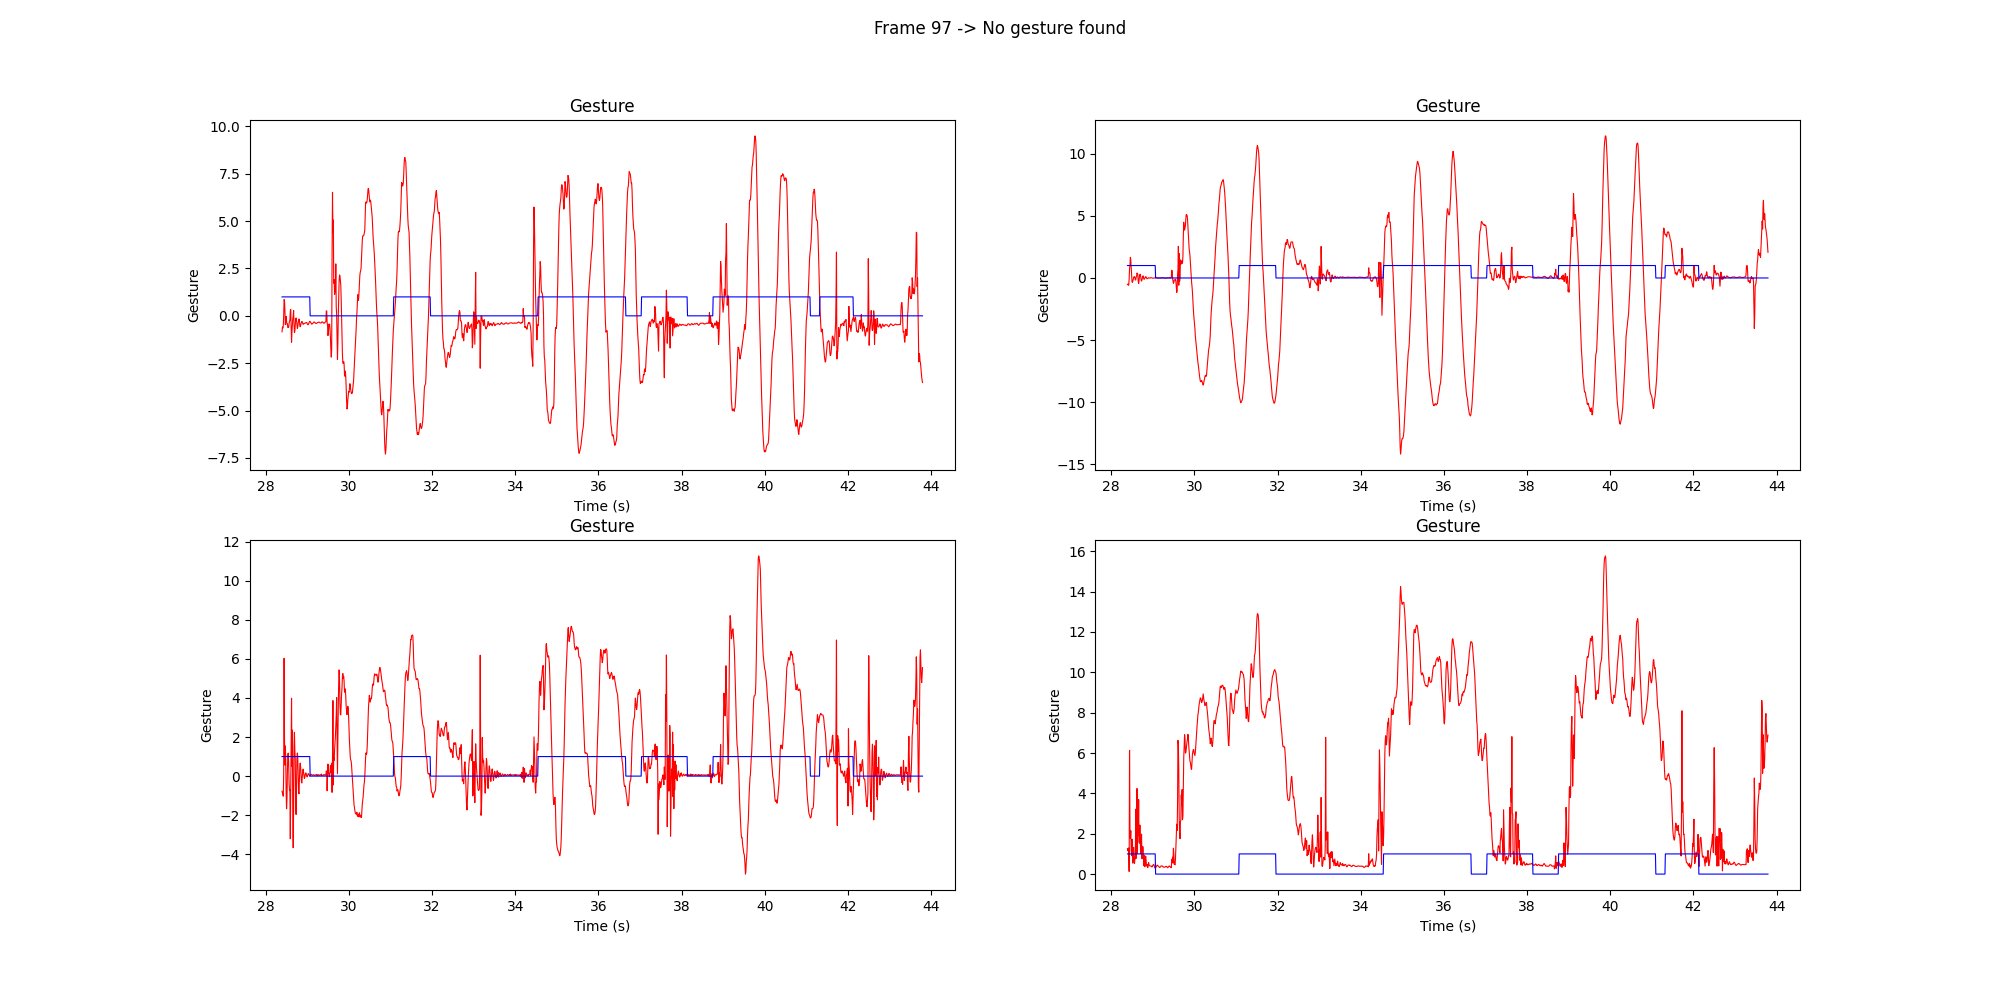 Frame 97 -> No gesture found
Gesture
Gesture
10.0
7.5
5.0
2.5
0.0
−2.5
−5.0
−7.5
28 30 32 34 36 38 40 42 44
Time (s)
Gesture
Gesture
10
5
0
−5
−10
−15
28 30 32 34 36 38 40 42 44
Time (s)
Gesture
Gesture
12
10
8
6
4
2
0
−2
−4
28 30 32 34 36 38 40 42 44
Time (s)
Gesture
Gesture
16
14
12
10
8
6
4
2
0
28 30 32 34 36 38 40 42 44
Time (s)